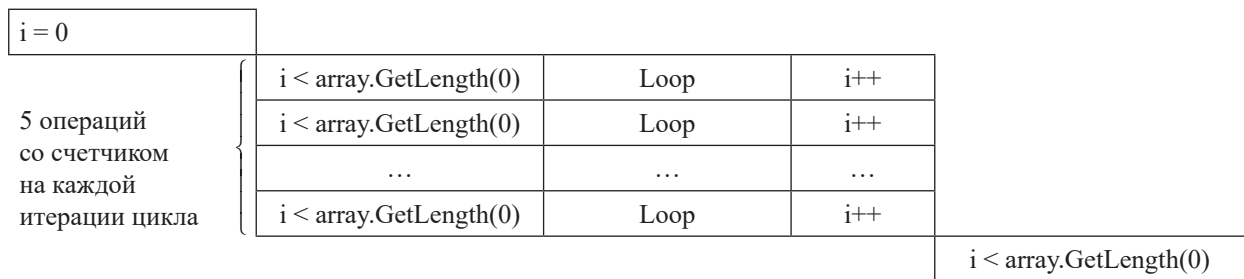 i = 0
i < array.GetLength(0) Loop i++
5 операций
i < array.GetLength(0) Loop i++
со счетчиком
… … …
на каждой
итерации цикла
i < array.GetLength(0) Loop i++
i < array.GetLength(0)